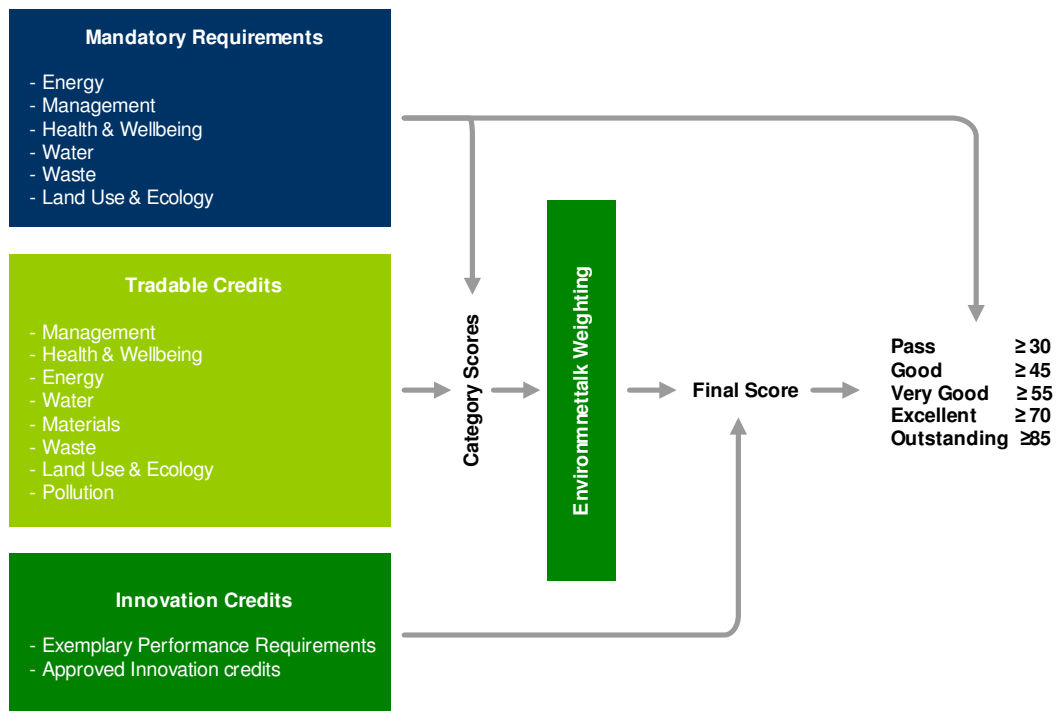 Mandatory Requirements
- Energy
- Management
- Health & Wellbeing
- Water
- Waste
- Land Use & Ecology
Tradable Credits
- Management
- Health & Wellbeing
- Energy
- Water
- Materials
- Waste
- Land Use & Ecology
- Pollution
Innovation Credits
- Exemplary Performance Requirements
- Approved Innovation credits
Category Scores
Environmnettalk Weighting
Final Score
Pass ≥ 30
Good ≥ 45
Very Good ≥ 55
Excellent ≥ 70
Outstanding ≥85